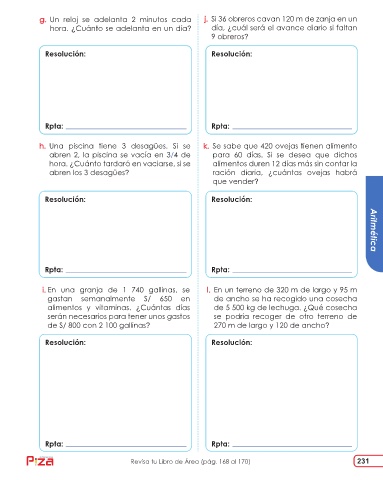 g. Un reloj se adelanta 2 minutos cada
hora. ¿Cuánto se adelanta en un día?
Resolución:
Rpta:
h. Una piscina tiene 3 desagües. Si se
abren 2, la piscina se vacía en 3/4 de
hora. ¿Cuánto tardará en vaciarse, si se
abren los 3 desagües?
Resolución:
Rpta:
i. En una granja de 1 740 gallinas, se
gastan semanalmente S/ 650 en
alimentos y vitaminas. ¿Cuántos días
serán necesarios para tener unos gastos
de S/ 800 con 2 100 gallinas?
Resolución:
Rpta:
j. Si 36 obreros cavan 120 m de zanja en un
día, ¿cuál será el avance diario si faltan
9 obreros?
Resolución:
Rpta:
k. Se sabe que 420 ovejas tienen alimento
para 60 días. Si se desea que dichos
alimentos duren 12 días más sin cortar la
ración diaria, ¿cuántas ovejas habrá
que vender?
Resolución:
Rpta:
l. En un terreno de 320 m de largo y 95 m
de ancho se ha recogido una cosecha
de 5 500 kg de lechuga. ¿Qué cosecha
se podría recoger de otro terreno de
270 m de largo y 120 de ancho?
Resolución:
Rpta:
Aritmética
Revisa tu Libro de Área (pág. 168 al 170)
231